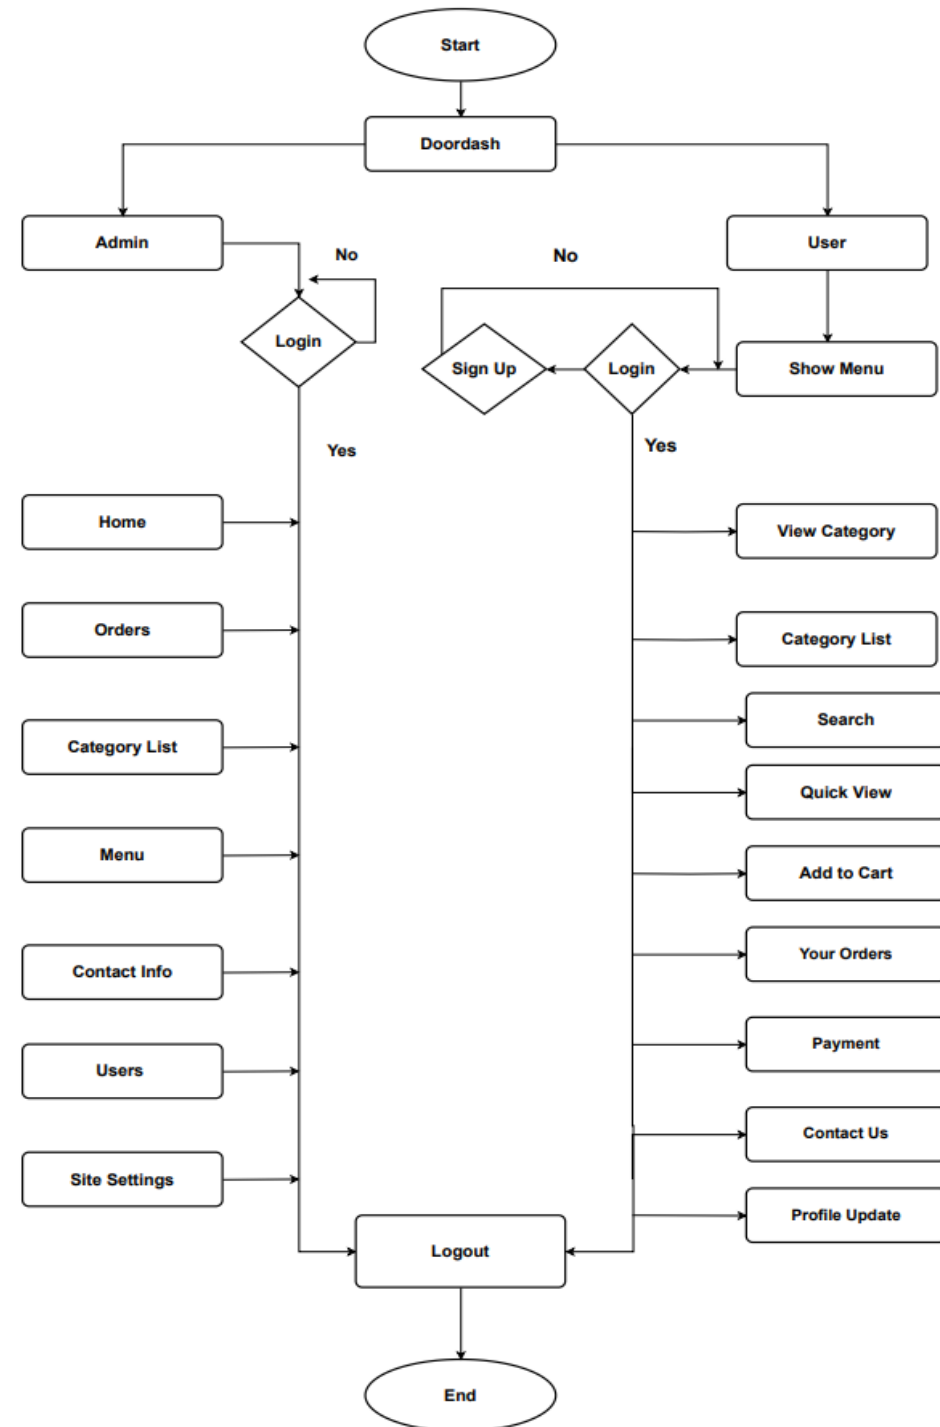 Start
Doordash
Admin
User
No
No
Login
Sign Up
Login
Show Menu
Yes
Yes
Home
View Category
Orders
Category List
Category List
Search
Menu
Quick View
Add to Cart
Contact Info
Your Orders
Users
Payment
Site Settings
Contact Us
Profile Update
Logout
End